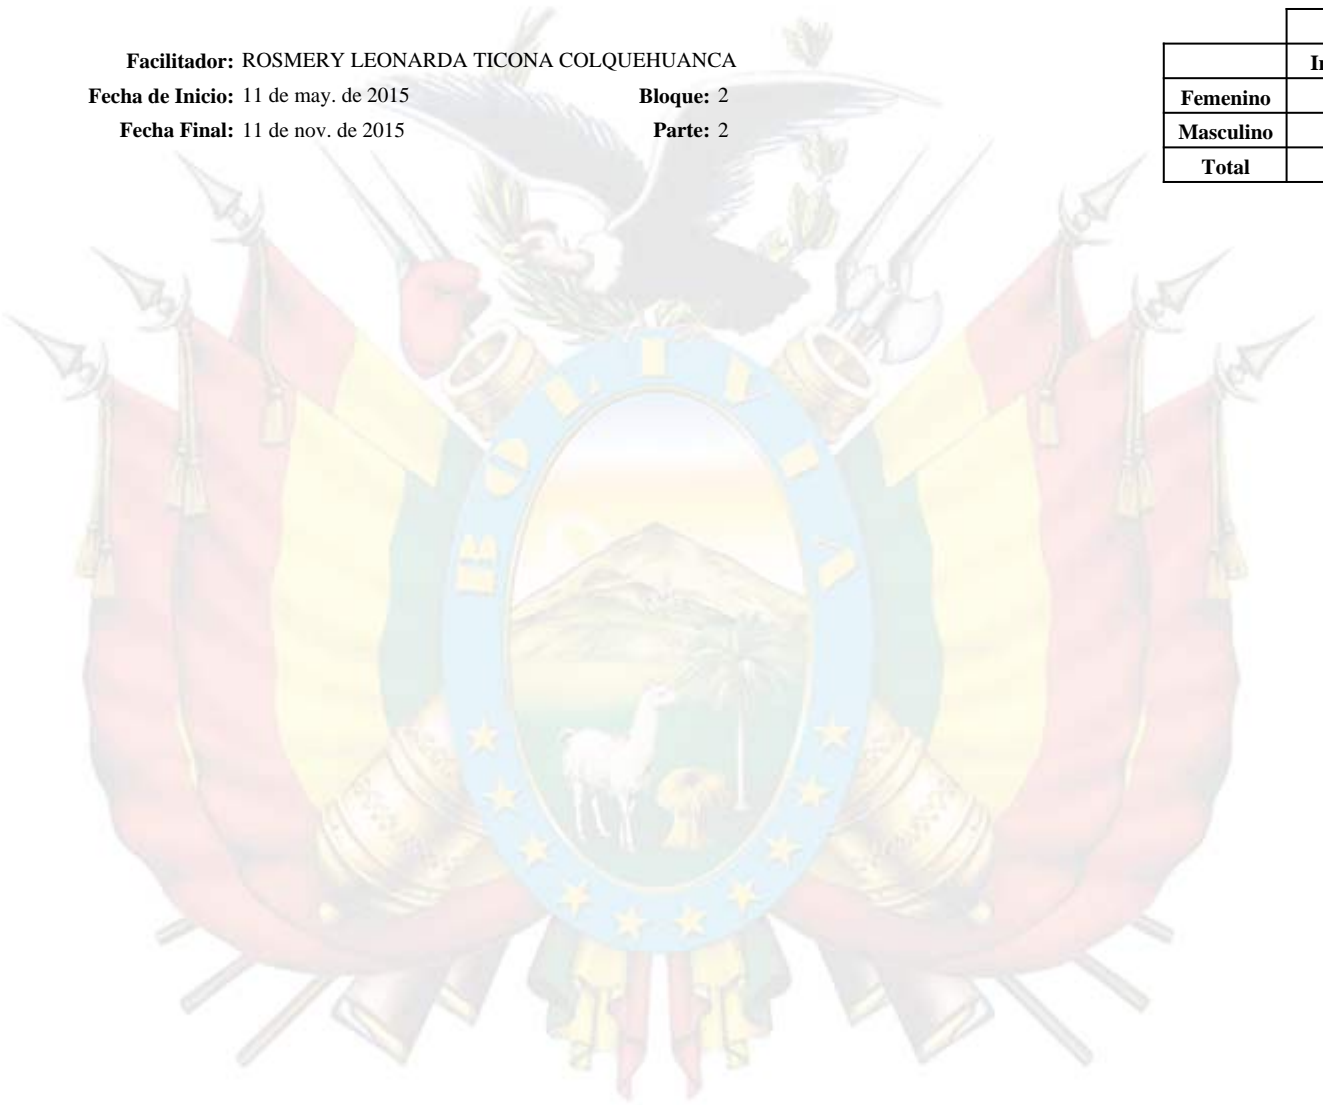 Facilitador: ROSMERY LEONARDA TICONA COLQUEHUANCA
Fecha de Inicio: 11 de may. de 2015 Bloque: 2
Fecha Final: 11 de nov. de 2015 Parte: 2
Femenino
Masculino
Total
BOLIVIA